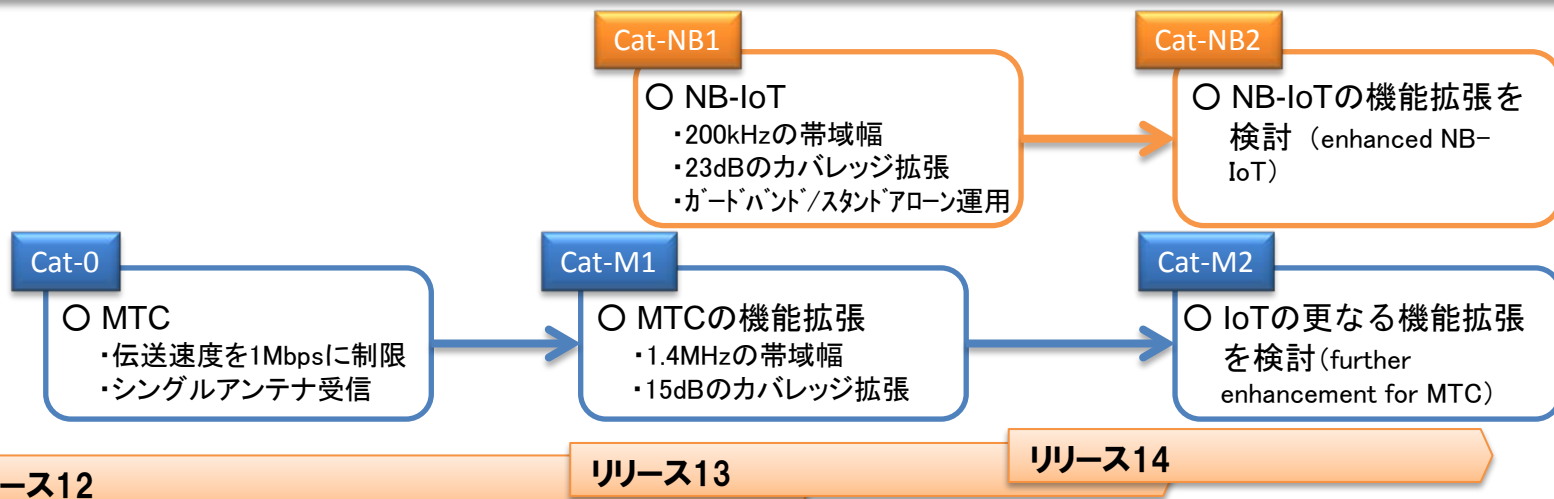 Cat-NB1
○ NB-IoT
・200kHzの帯域幅
・23dBのカバレッジ拡張
・ｶﾞｰﾄﾞﾊﾞﾝﾄﾞ/ｽﾀﾝﾄﾞｱﾛｰﾝ運用
Cat-NB2
○ NB-IoTの機能拡張を
検討 （enhanced NB-
IoT）
Cat-0
○ MTC
・伝送速度を1Mbpsに制限
・シングルアンテナ受信
Cat-M1
○ MTCの機能拡張
・1.4MHzの帯域幅
・15dBのカバレッジ拡張
Cat-M2
○ IoTの更なる機能拡張
を検討（further
enhancement for MTC）
ース12
リリース13
リリース14